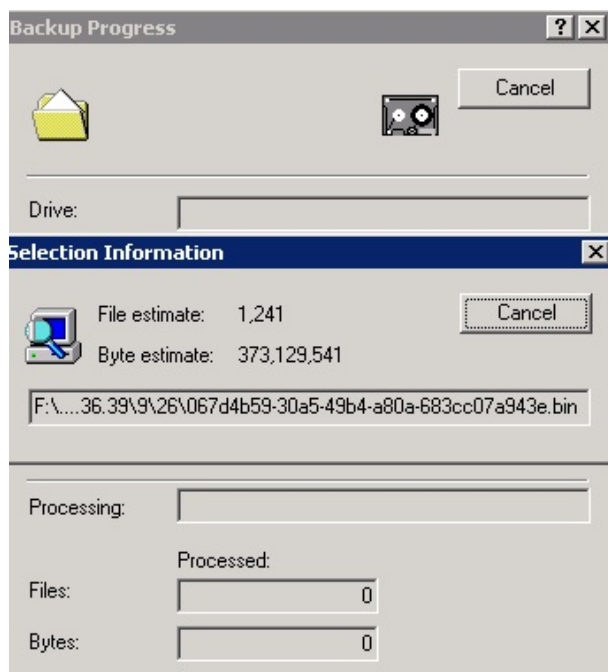 Backup Progress
Cancel
Drive:
Selection Information
File estimate: 1,241
Cancel
Byte estimate: 373,129,541
F:\....36.39\9\26\067d4b59-30a5-49b4-a80a-683cc07a943e.bin
Processing:
Processed:
Files: 0
Bytes: 0